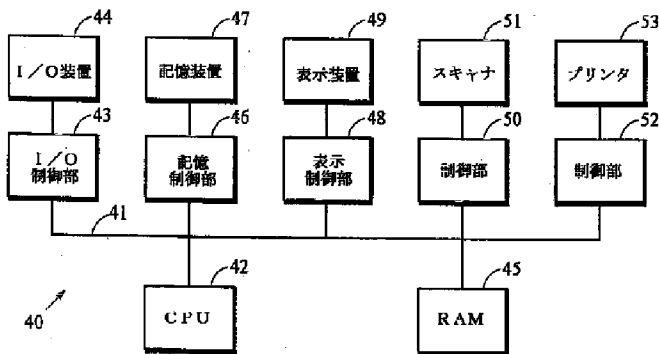 44
47
49
51
53
I/O装置
記憶装置
表示装置
スキャナ
プリンタ
43
46
48
50
52
I/O
制御部
記憶
制御部
表示
制御部
制御部
制御部
41
42
45
CPU
RAM
40